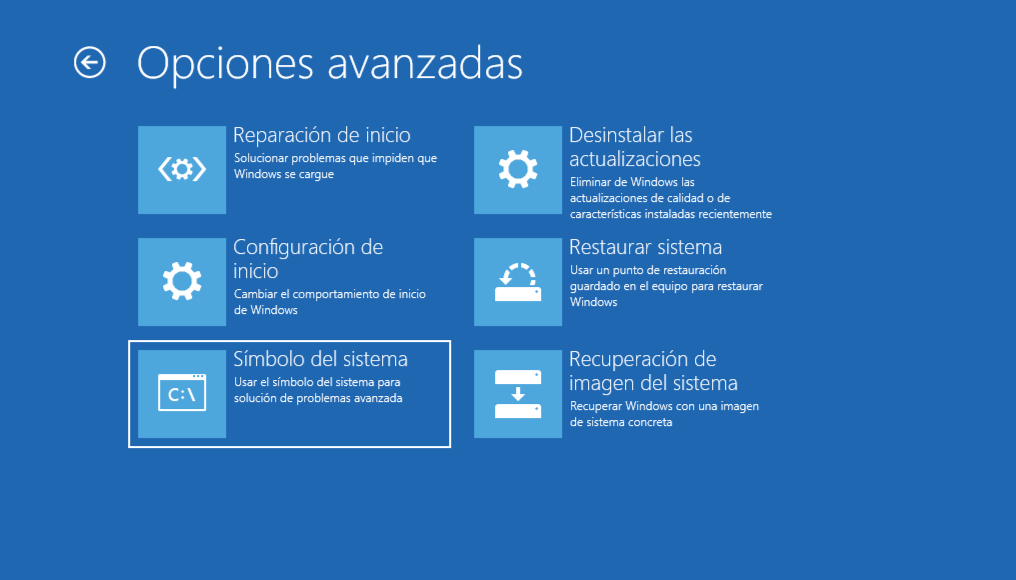 Opciones avanzadas
Reparación de inicio
Solucionar problemas que impiden que
Windows se cargue
Desinstalar las
actualizaciones
Eliminar de Windows las
actualizaciones de calidad o de
características instaladas recientemente
Configuración de
inicio
Cambiar el comportamiento de inicio
de Windows
Restaurar sistema
Usar un punto de restauración
guardado en el equipo para restaurar
Windows
C:\
Símbolo del sistema
Usar el símbolo del sistema para
solución de problemas avanzada
Recuperación de
imagen del sistema
Recuperar Windows con una imagen
de sistema concreta